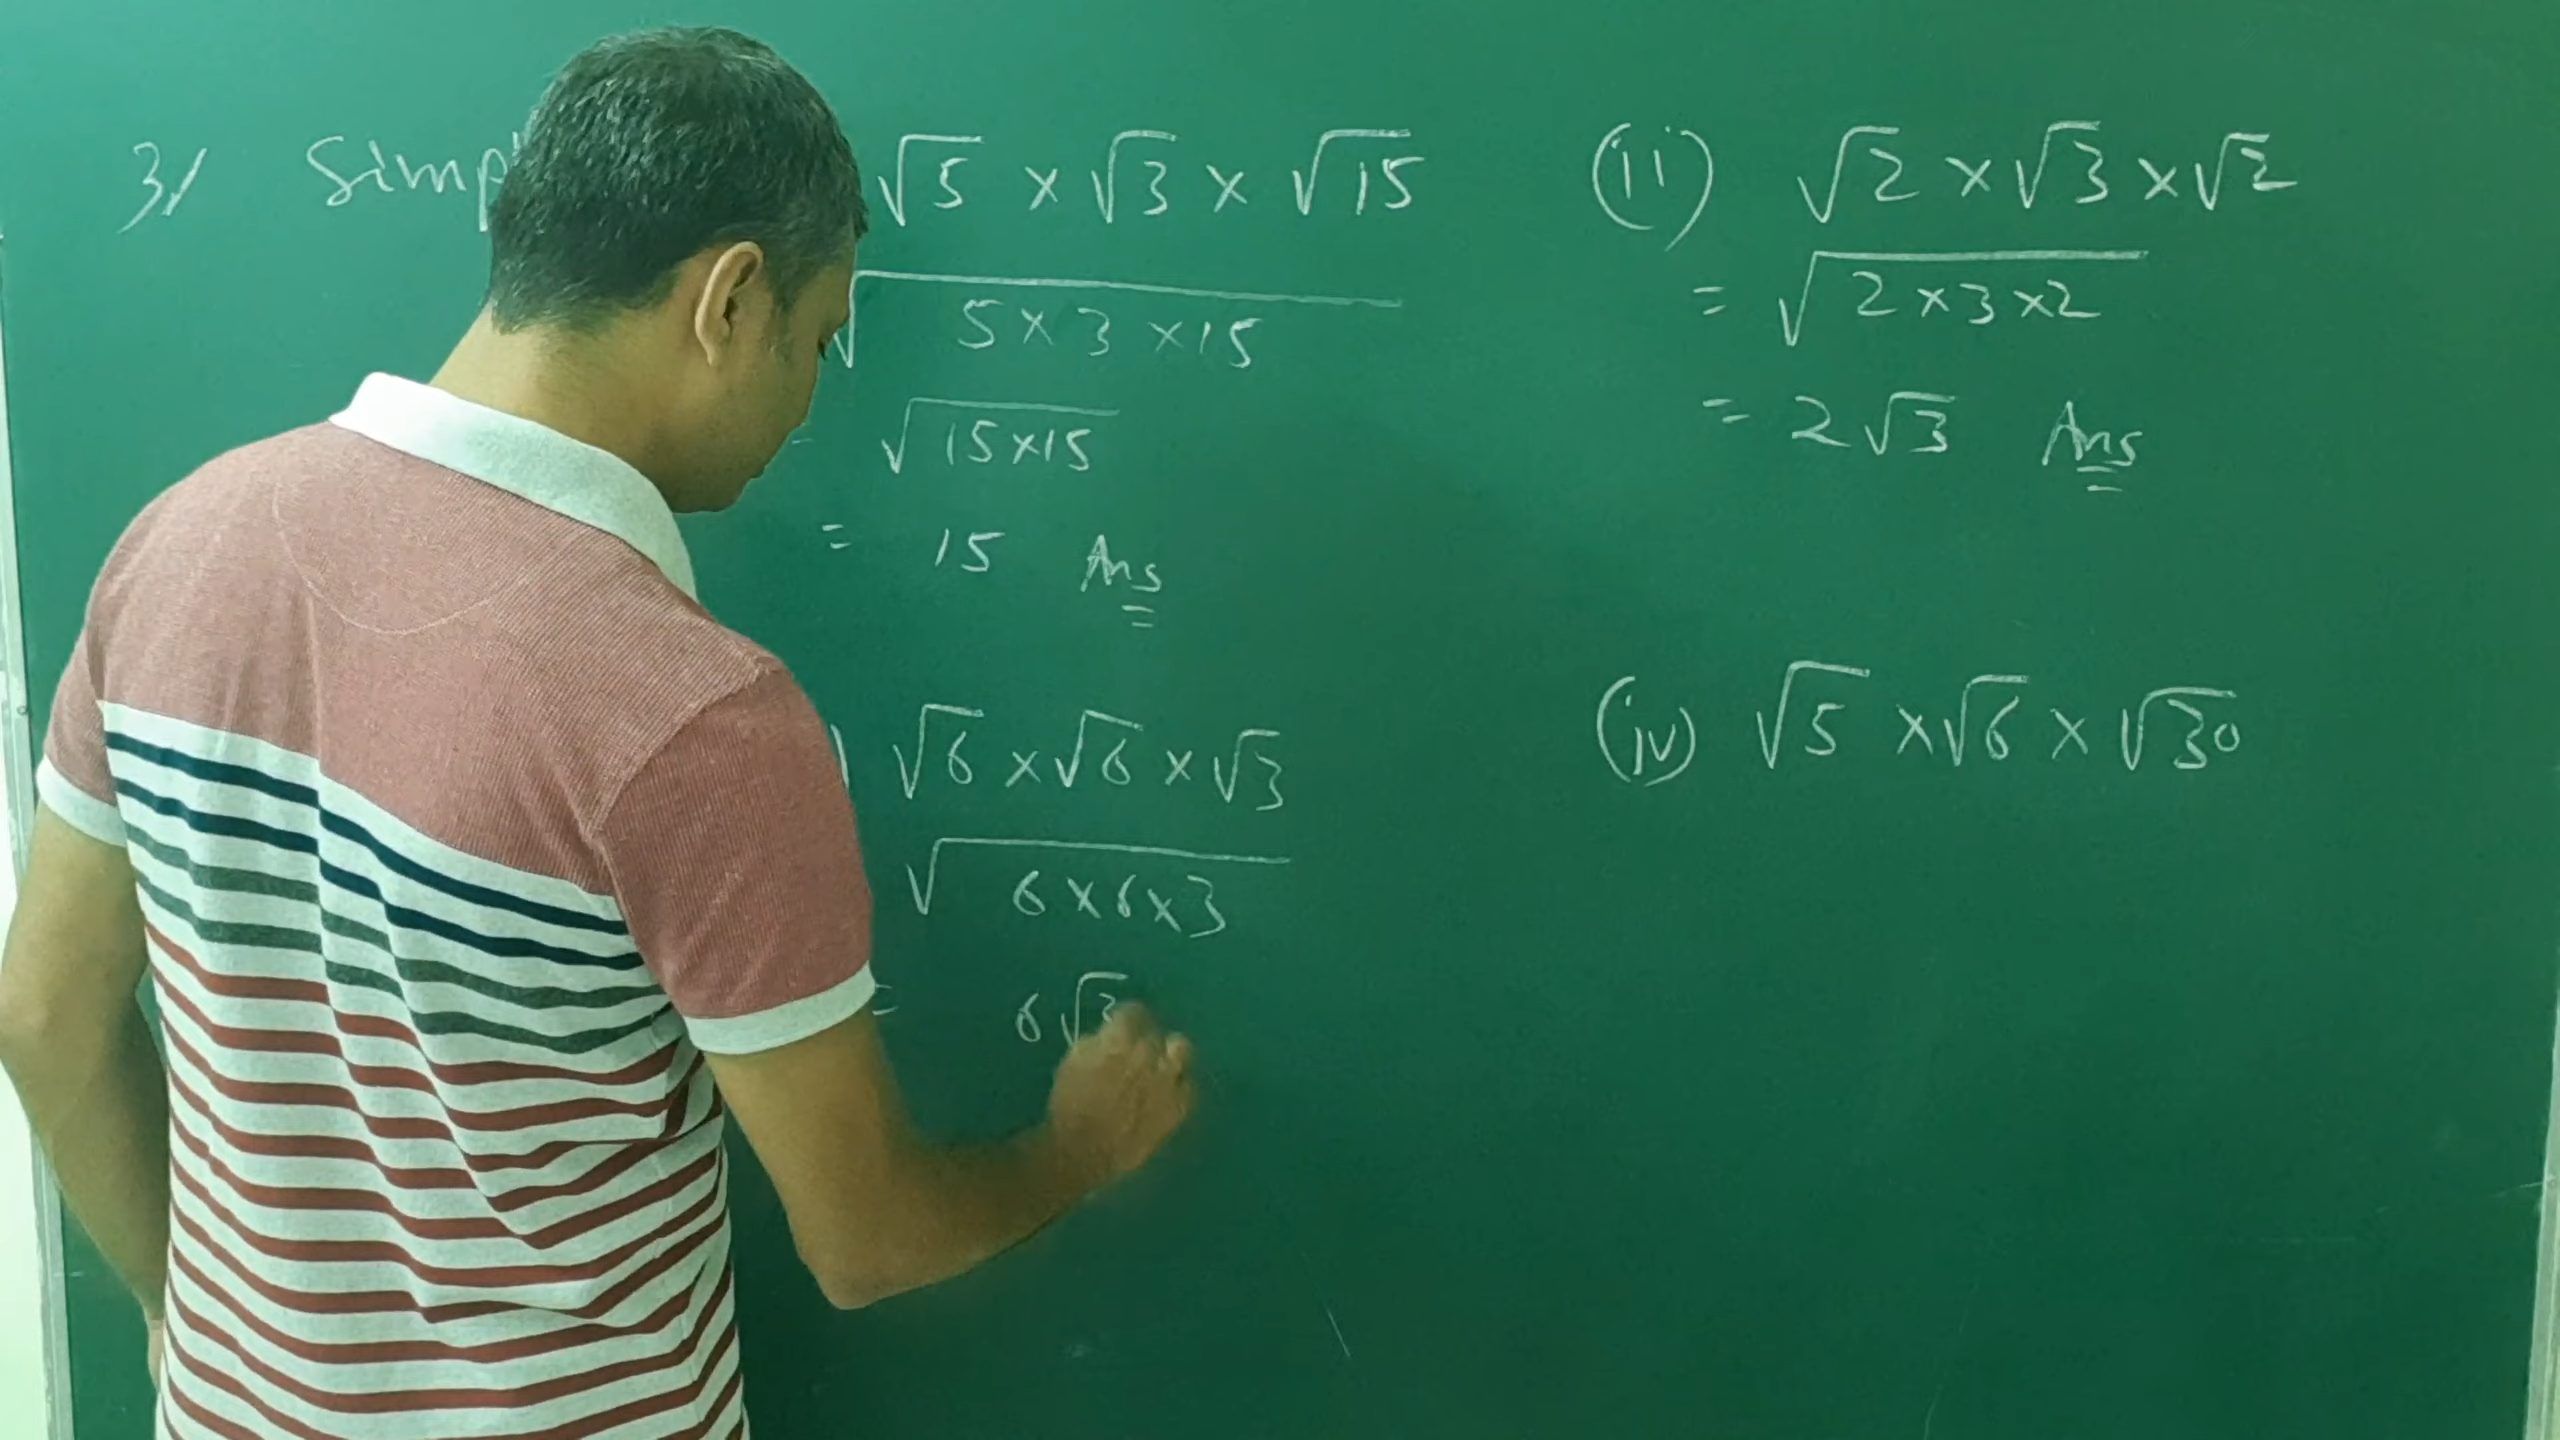 3) √5 × √3 × √15
√5×3×15
√15×15
= 15 Ans
(ii) √2 × √3 × √2
= √2×3×2
= 2√3 Ans
) √6 × √6 × √3
√6×6×3
= 6√3
(iv) √5 × √6 × √30